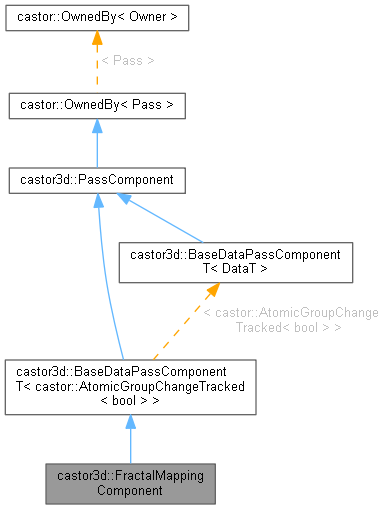 castor::OwnedBy< Owner >
< Pass >
castor::OwnedBy< Pass >
castor3d::PassComponent
castor3d::BaseDataPassComponent
T< DataT >
< castor::AtomicGroupChange
Tracked< bool > >
castor3d::BaseDataPassComponent
T< castor::AtomicGroupChangeTracked
< bool > >
castor3d::FractalMapping
Component